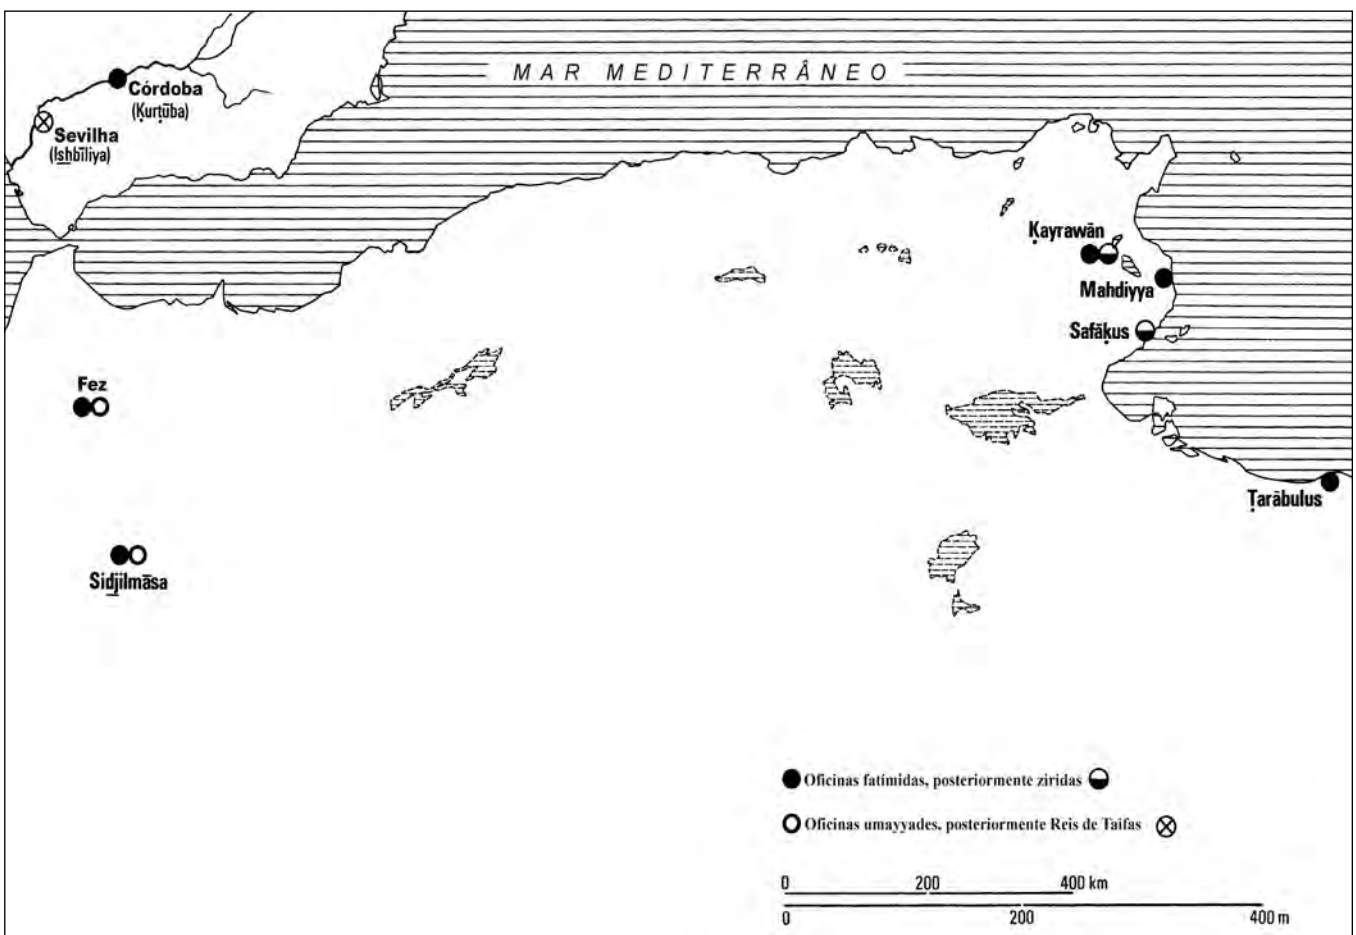 MAR MEDITERRÂNEO
Córdoba
(Ḳurṭūba)
Sevilha
(Ishbīliya)
Ḳayrawān
Mahdiyya
Safāḳus
Fez
Ṭarābulus
Sidjilmāsa
Oficinas fatímidas, posteriormente ziridas
Oficinas umayyades, posteriormente Reis de Taifas
0 200 400 km
0 200 400 m